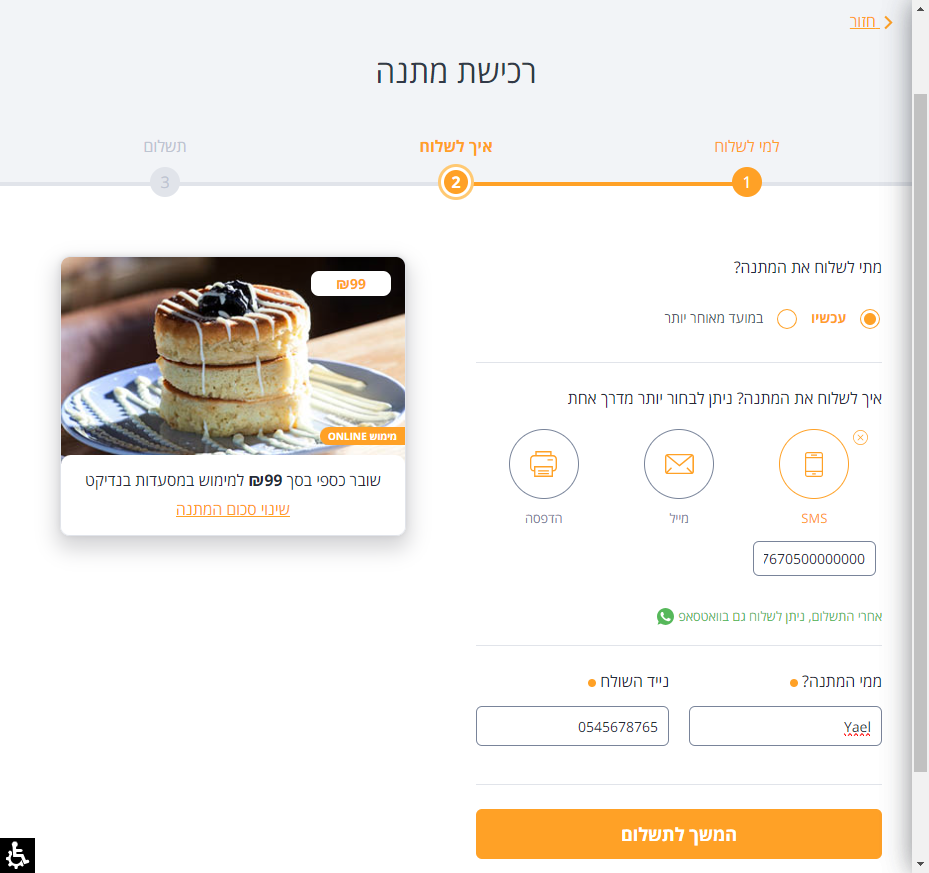 חזור
רכישת מתנה
למי לשלוח
איך לשלוח
תשלום
1
2
3
מתי לשלוח את המתנה?
עכשיו
במועד מאוחר יותר
איך לשלוח את המתנה? ניתן לבחור יותר מדרך אחת
SMS
מייל
הדפסה
7670500000000
אחרי התשלום, ניתן לשלוח גם בוואטסאפ
ממי המתנה?
נייד השולח
Yael
0545678765
המשך לתשלום
₪99
מימוש ONLINE
שובר כספי בסך ₪99 למימוש במסעדות בנדיקט
שינוי סכום המתנה